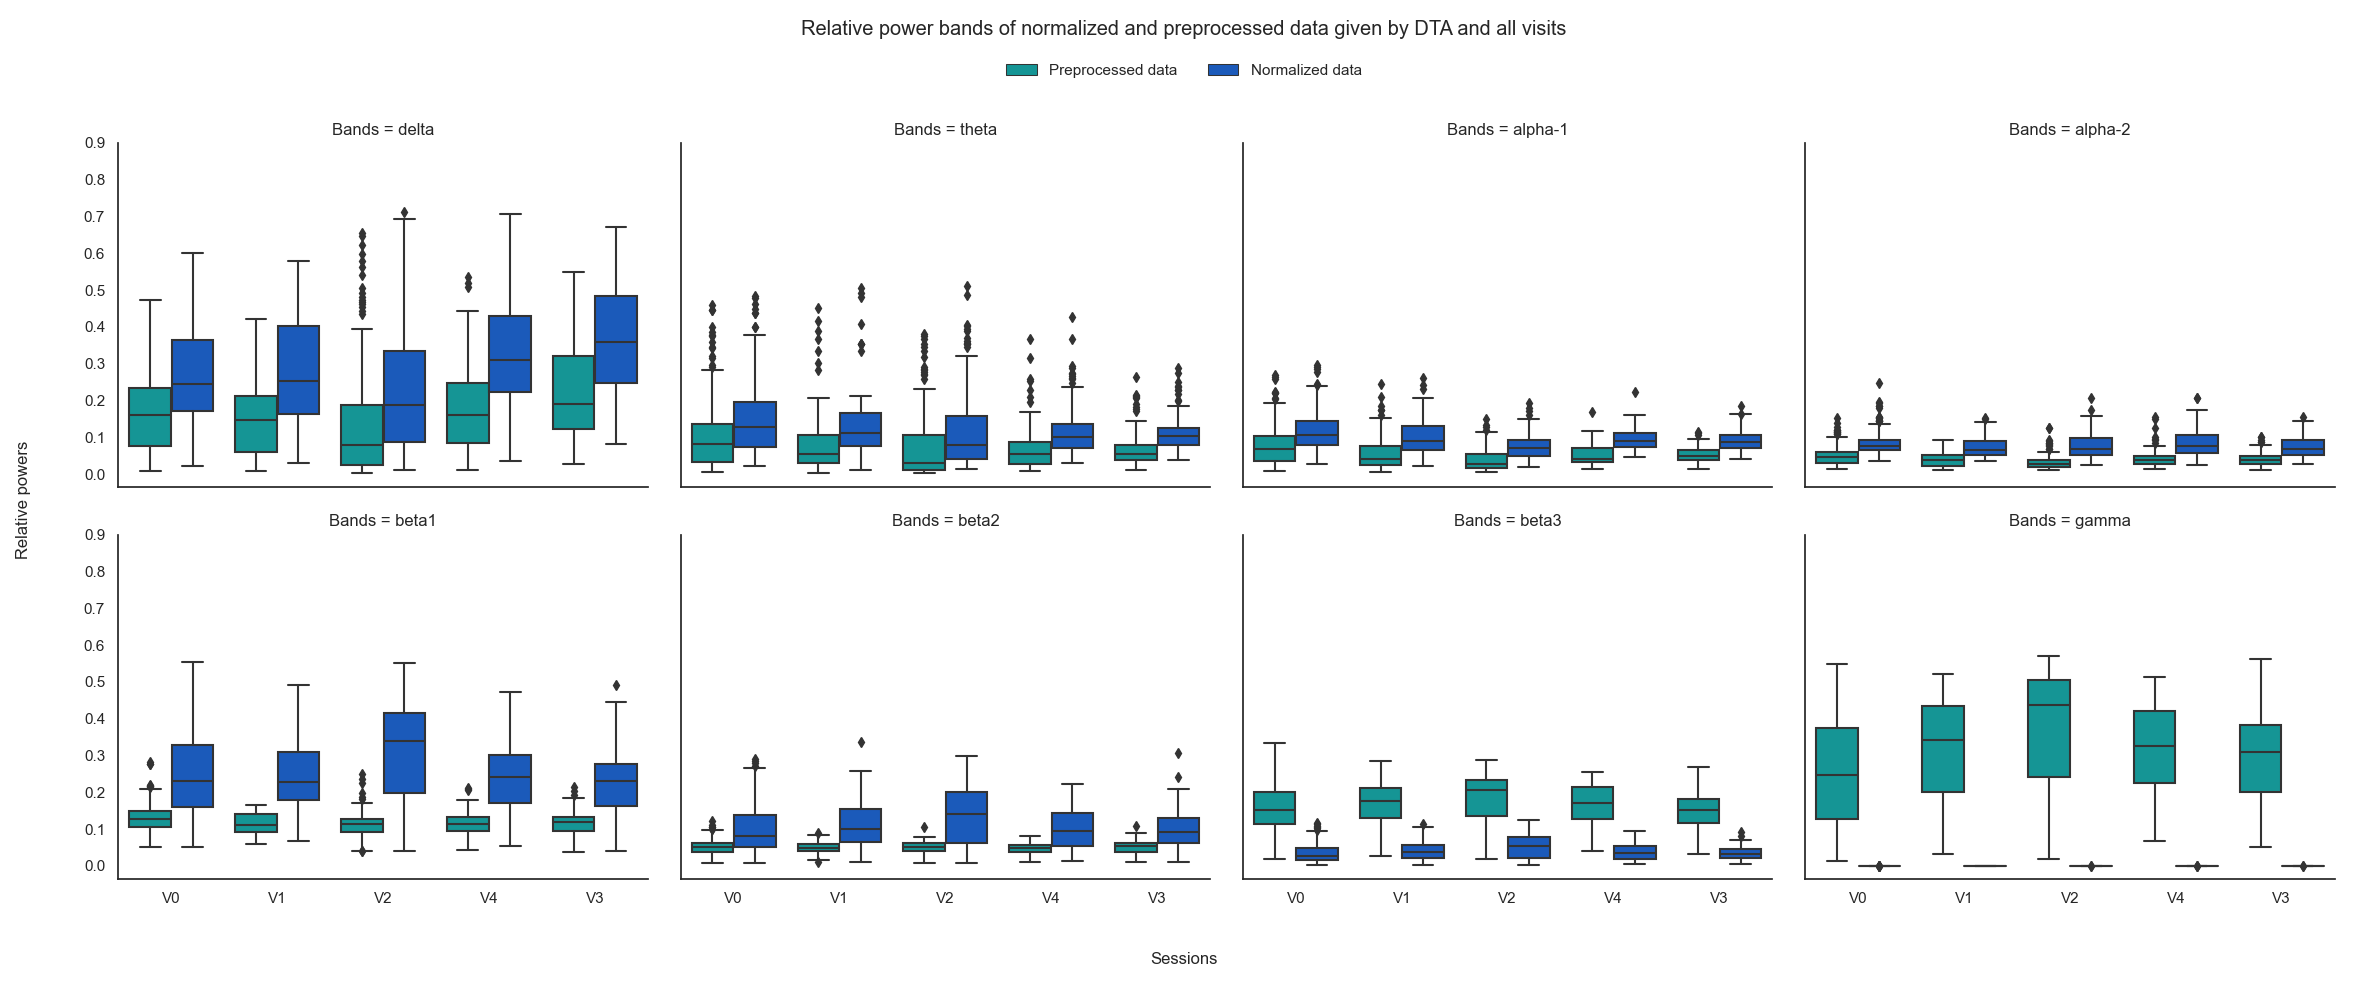 Relative power bands of normalized and preprocessed data given by DTA and all visits
Preprocessed data Normalized data
Bands = delta Bands = theta Bands = alpha-1 Bands = alpha-2
0.9
0.8
0.7
0.6
0.5
0.4
0.3
0.2
0.1
0.0
Relative powers
Bands = beta1 Bands = beta2 Bands = beta3 Bands = gamma
0.9
0.8
0.7
0.6
0.5
0.4
0.3
0.2
0.1
0.0
V0 V1 V2 V4 V3 V0 V1 V2 V4 V3 V0 V1 V2 V4 V3 V0 V1 V2 V4 V3
Sessions